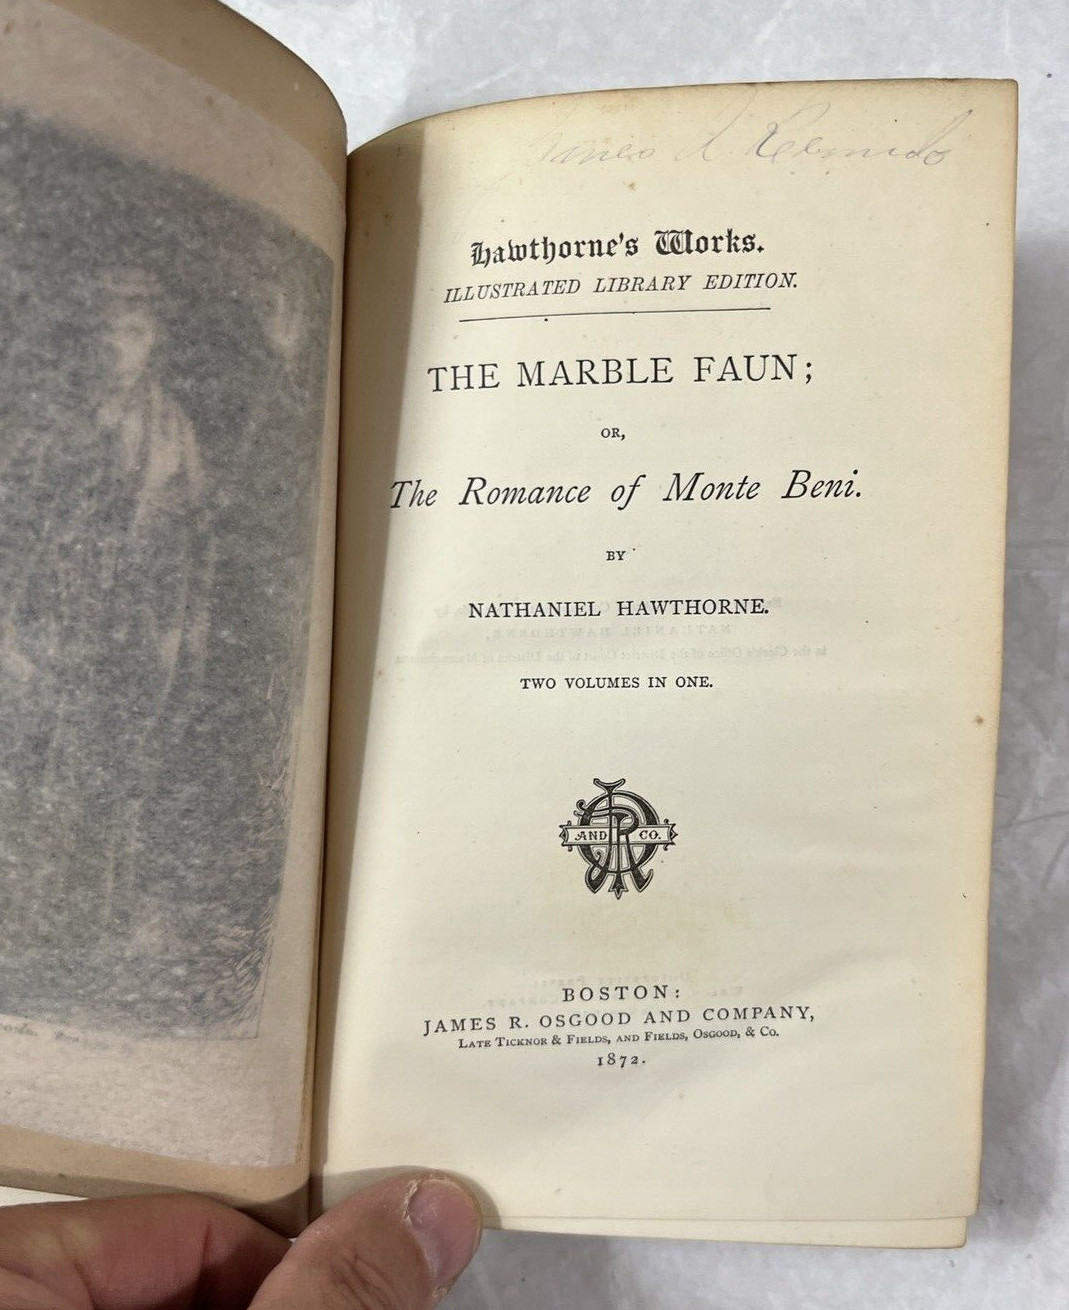 Hawthorne's Works.
ILLUSTRATED LIBRARY EDITION.
THE MARBLE FAUN;
OR,
The Romance of Monte Beni.
BY
NATHANIEL HAWTHORNE.
TWO VOLUMES IN ONE.
AND CO.
BOSTON:
JAMES R. OSGOOD AND COMPANY,
LATE TICKNOR & FIELDS, AND FIELDS, OSGOOD, & CO.
1872.